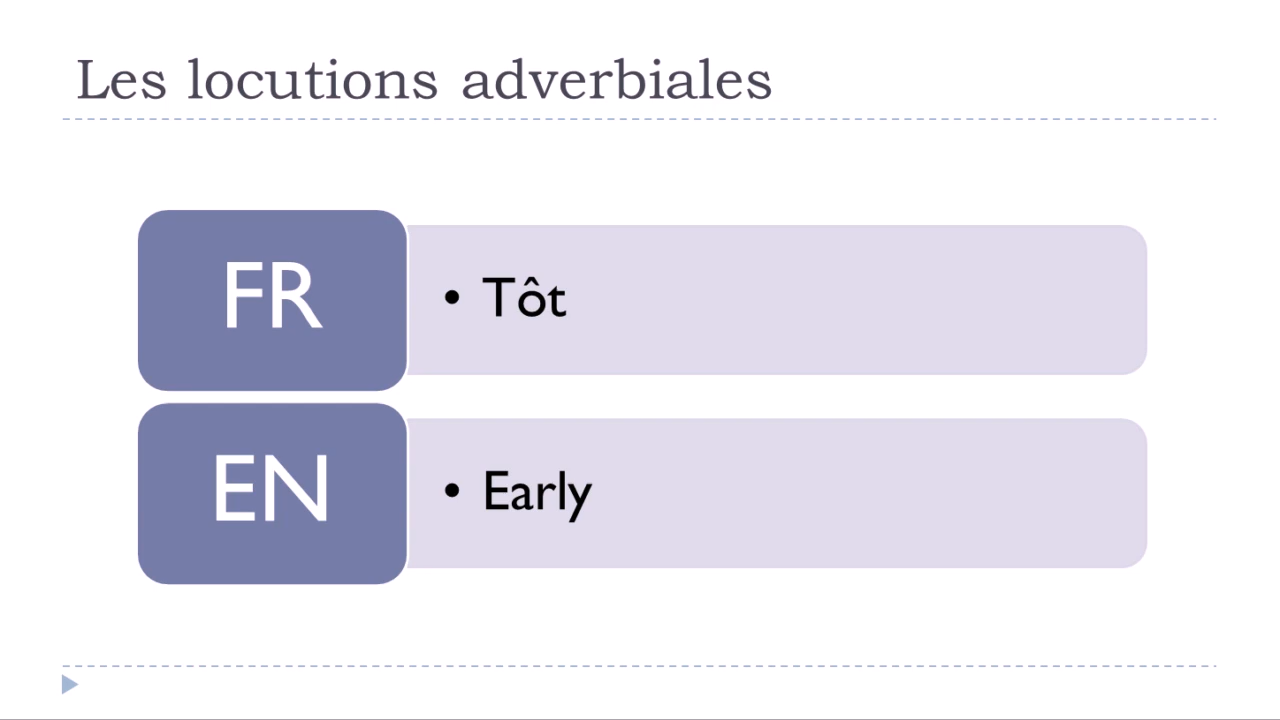 Les locutions adverbiales
FR
• Tôt
EN
• Early